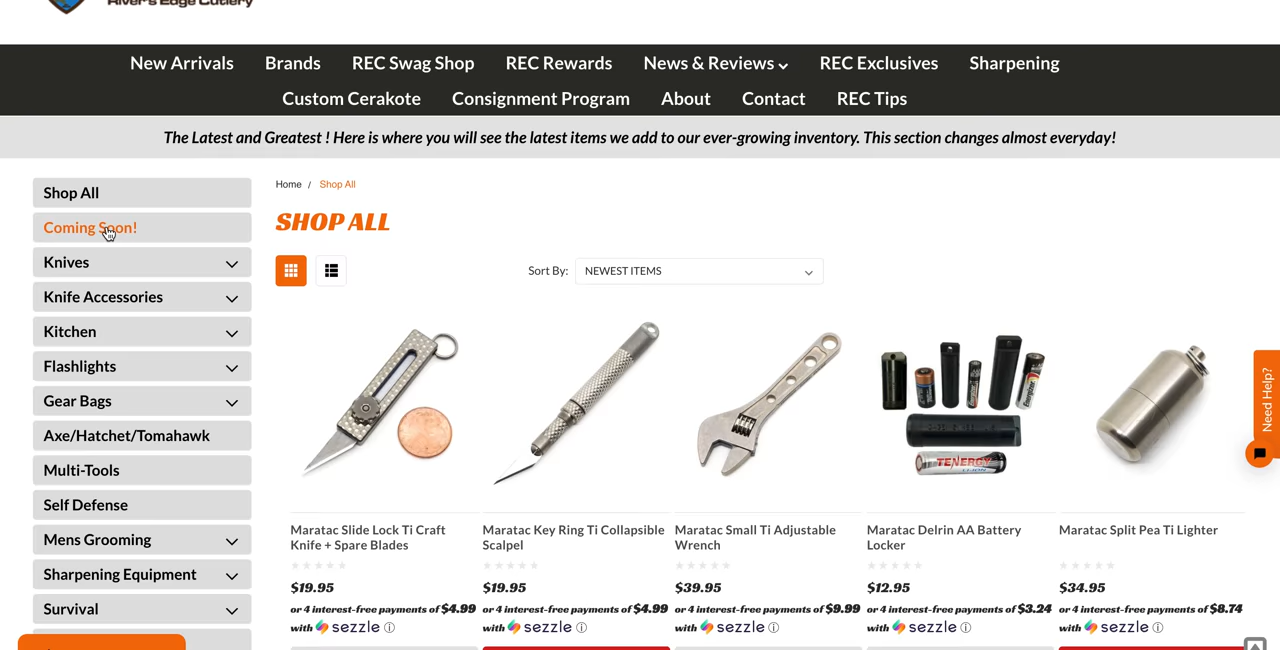 River's Edge Cutlery
New Arrivals Brands REC Swag Shop REC Rewards News & Reviews REC Exclusives Sharpening
Custom Cerakote Consignment Program About Contact REC Tips
The Latest and Greatest ! Here is where you will see the latest items we add to our ever-growing inventory. This section changes almost everyday!
Shop All
Coming Soon!
Knives
Knife Accessories
Kitchen
Flashlights
Gear Bags
Axe/Hatchet/Tomahawk
Multi-Tools
Self Defense
Mens Grooming
Sharpening Equipment
Survival
Home / Shop All
SHOP ALL
Sort By: NEWEST ITEMS
TENERGY
Maratac Slide Lock Ti Craft
Knife + Spare Blades
$19.95
or 4 interest-free payments of $4.99
with sezzle
Maratac Key Ring Ti Collapsible
Scalpel
$19.95
or 4 interest-free payments of $4.99
with sezzle
Maratac Small Ti Adjustable
Wrench
$39.95
or 4 interest-free payments of $9.99
with sezzle
Maratac Delrin AA Battery
Locker
$12.95
or 4 interest-free payments of $3.24
with sezzle
Maratac Split Pea Ti Lighter
$34.95
or 4 interest-free payments of $8.74
with sezzle
Need Help?